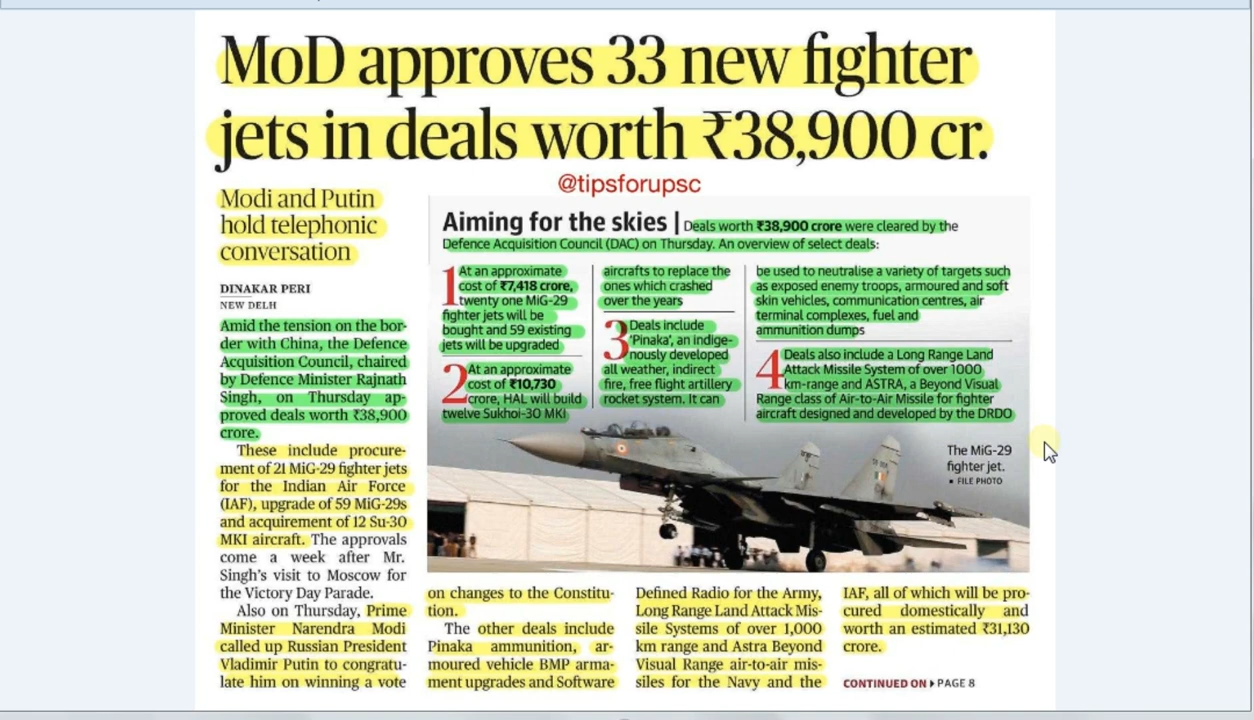 MoD approves 33 new fighter
jets in deals worth ₹38,900 cr.
@tipsforupsc
Modi and Putin
hold telephonic
conversation
DINAKAR PERI
NEW DELH
Amid the tension on the bor-
der with China, the Defence
Acquisition Council, chaired
by Defence Minister Rajnath
Singh, on Thursday ap-
proved deals worth ₹38,900
crore.
These include procure-
ment of 21 MiG-29 fighter jets
for the Indian Air Force
(IAF), upgrade of 59 MiG-29s
and acquirement of 12 Su-30
MKI aircraft. The approvals
come a week after Mr.
Singh's visit to Moscow for
the Victory Day Parade.
Also on Thursday, Prime
Minister Narendra Modi
called up Russian President
Vladimir Putin to congratu-
late him on winning a vote
Aiming for the skies | Deals worth ₹38,900 crore were cleared by the
Defence Acquisition Council (DAC) on Thursday. An overview of select deals:
1 At an approximate
cost of ₹7,418 crore,
twenty one MiG-29
fighter jets will be
bought and 59 existing
jets will be upgraded
2 At an approximate
cost of ₹10,730
crore, HAL will build
twelve Sukhoi-30 MKI
aircrafts to replace the
ones which crashed
over the years
3 Deals include
'Pinaka', an indige-
nously developed
all weather, indirect
fire, free flight artillery
rocket system. It can
be used to neutralise a variety of targets such
as exposed enemy troops, armoured and soft
skin vehicles, communication centres, air
terminal complexes, fuel and
ammunition dumps
4 Deals also include a Long Range Land
Attack Missile System of over 1000
km-range and ASTRA, a Beyond Visual
Range class of Air-to-Air Missile for fighter
aircraft designed and developed by the DRDO
The MiG-29
fighter jet.
▪ FILE PHOTO
on changes to the Constitu-
tion.
The other deals include
Pinaka ammunition, ar-
moured vehicle BMP arma-
ment upgrades and Software
Defined Radio for the Army,
Long Range Land Attack Mis-
sile Systems of over 1,000
km range and Astra Beyond
Visual Range air-to-air mis-
siles for the Navy and the
IAF, all of which will be pro-
cured domestically and
worth an estimated ₹31,130
crore.
CONTINUED ON ▸ PAGE 8